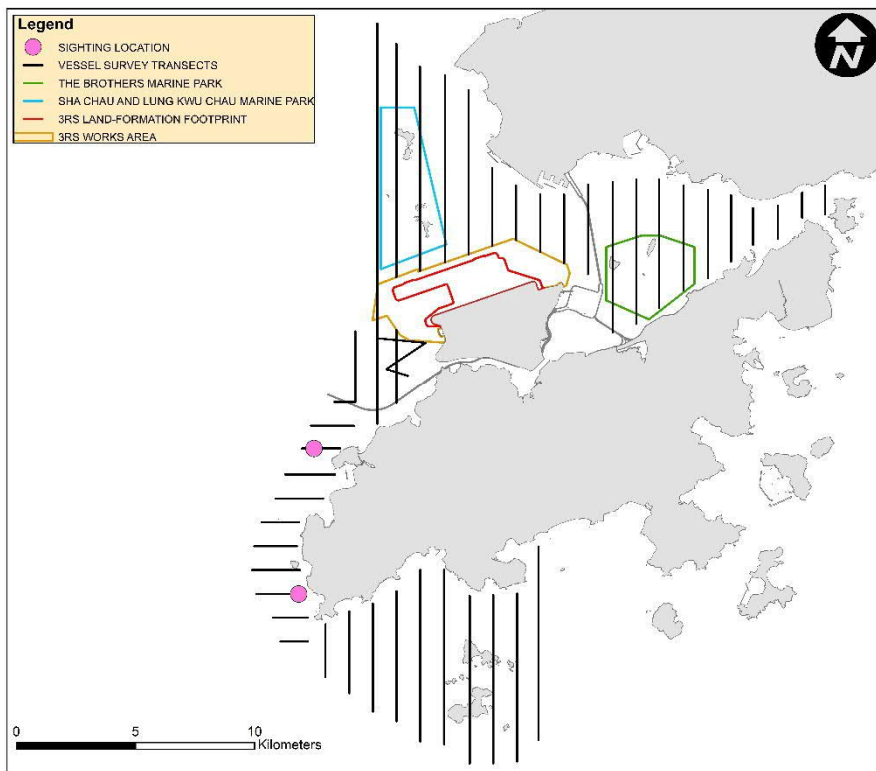 Legend
SIGHTING LOCATION
VESSEL SURVEY TRANSECTS
THE BROTHERS MARINE PARK
SHA CHAU AND LUNG KWU CHAU MARINE PARK
3RS LAND-FORMATION FOOTPRINT
3RS WORKS AREA
N
0 5 10
Kilometers